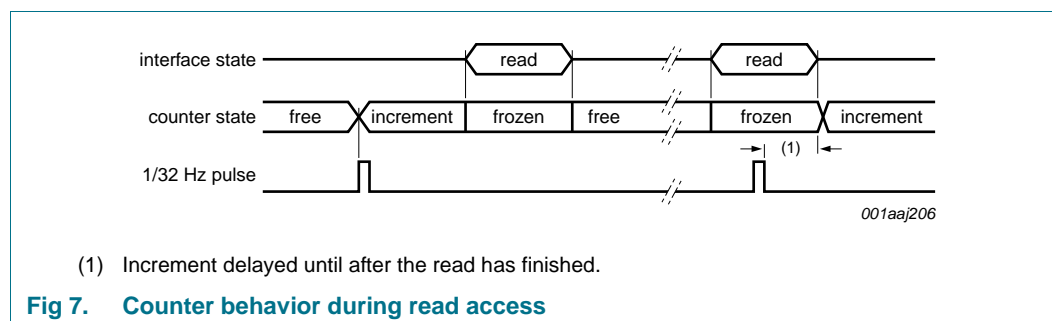 interface state read read
counter state free increment frozen free frozen increment
(1)
1/32 Hz pulse
001aaj206
(1) Increment delayed until after the read has finished.
Fig 7. Counter behavior during read access